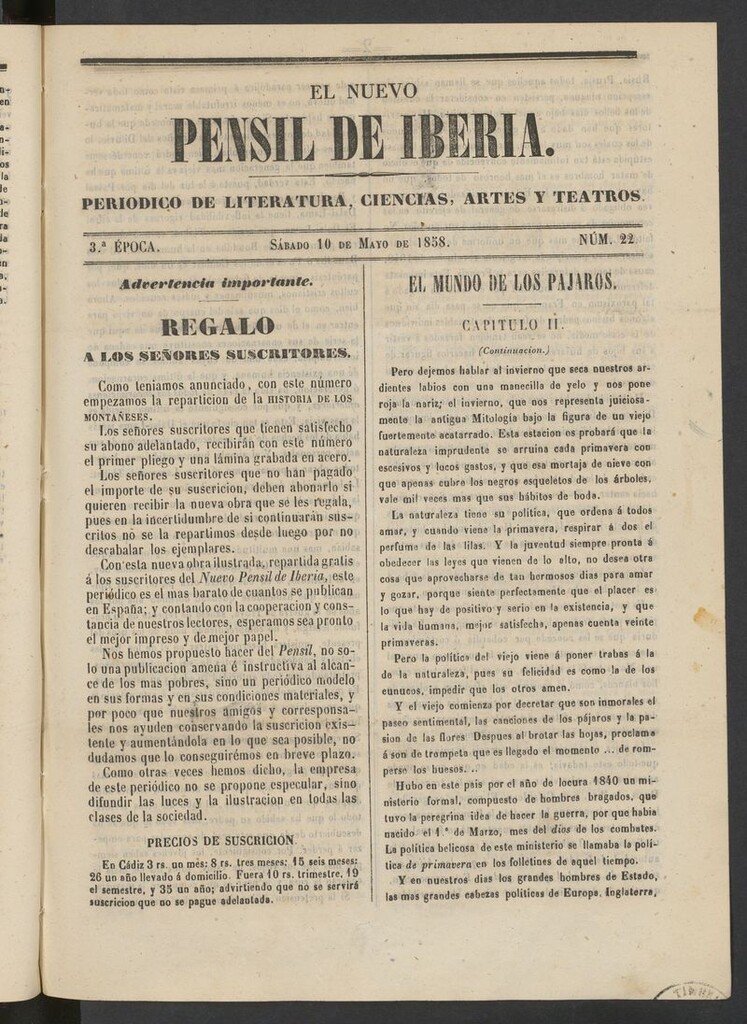 EL NUEVO
PENSIL DE IBERIA.
PERIODICO DE LITERATURA, CIENCIAS, ARTES Y TEATROS.
3.ª ÉPOCA. SÁBADO 10 DE MAYO DE 1858. NÚM. 22
Advertencia importante.
REGALO
A LOS SEÑORES SUSCRITORES.
Como teniamos anunciado, con este número
empezamos la reparticion de la HISTORIA DE LOS
MONTAÑESES.
Los señores suscritores que tienen satisfecho
su abono adelantado, recibirán con este número
el primer pliego y una lámina grabada en acero.
Los señores suscritores que no han pagado
el importe de su suscricion, deben abonarlo si
quieren recibir la nueva obra que se les regala,
pues en la incertidumbre de si continuarán sus-
critos no se la repartimos desde luego por no
descabalar los ejemplares.
Con esta nueva obra ilustrada, repartida gratis
á los suscritores del Nuevo Pensil de Iberia, este
periódico es el mas barato de cuantos se publican
en España; y contando con la cooperacion y cons-
tancia de nuestros lectores, esperamos sea pronto
el mejor impreso y de mejor papel.
Nos hemos propuesto hacer del Pensil, no so-
lo una publicacion amena é instructiva al alcan-
ce de los mas pobres, sino un periódico modelo
en sus formas y en sus condiciones materiales, y
por poco que nuestros amigos y corresponsa-
les nos ayuden conservando la suscricion exis-
tente y aumentándola en lo que sea posible, no
dudamos que lo conseguirémos en breve plazo.
Como otras veces hemos dicho, la empresa
de este periódico no se propone especular, sino
difundir las luces y la ilustracion en todas las
clases de la sociedad.
PRECIOS DE SUSCRICIÓN.
En Cádiz 3 rs. un més: 8 rs. tres meses: 15 seis meses:
26 un año llevado á domicilio. Fuera 10 rs. trimestre, 19
el semestre, y 35 un año; advirtiendo que no se servirá
suscricion que no se pague adelantada.
EL MUNDO DE LOS PAJAROS.
CAPITULO II.
(Continuacion.)
Pero dejemos hablar al invierno que seca nuestros ar-
dientes labios con una manecilla de yelo y nos pone
roja la nariz; el invierno, que nos representa juiciosa-
mente la antigua Mitologia bajo la figura de un viejo
fuertemente acatarrado. Esta estacion os probará que la
naturaleza imprudente se arruina cada primavera con
escesivos y lucos gastos, y que esa mortaja de nieve con
que apenas cubre los negros esqueletos de los árboles,
vale mil veces mas que sus hábitos de boda.
La naturaleza tiene su política, que ordena á todos
amar, y cuando viene la primavera, respirar á dos el
perfume de las lilas. Y la juventud siempre pronta á
obedecer las leyes que vienen de lo alto, no desea otra
cosa que aprovecharse de tan hermosos dias para amar
y gozar, porque siente perfectamente que el placer es
lo que hay de positivo y serio en la existencia, y que
la vida humana, mejor satisfecha, apenas cuenta veinte
primaveras.
Pero la política del viejo viene á poner trabas á la
de la naturaleza, pues su felicidad es como la de los
eunucos, impedir que los otros amen.
Y el viejo comienza por decretar que son inmorales el
paseo sentimental, las canciones de los pájaros y la pa-
sion de las flores. Despues al brotar las hojas, proclama
á son de trompeta que es llegado el momento ... de rom-
perse los huesos...
Hubo en este pais por el año de locura 1840 un mi-
nisterio formal, compuesto de hombres bragados, que
tuvo la peregrina idea de hacer la guerra, por que habia
nacido el 1.º de Marzo, mes del dios de los combates.
La política belicosa de este ministerio se llamaba la polí-
tica de primavera en los folletines de aquel tiempo.
Y en nuestros dias los grandes hombres de Estado,
las mas grandes cabezas politicas de Europa, Inglaterra,